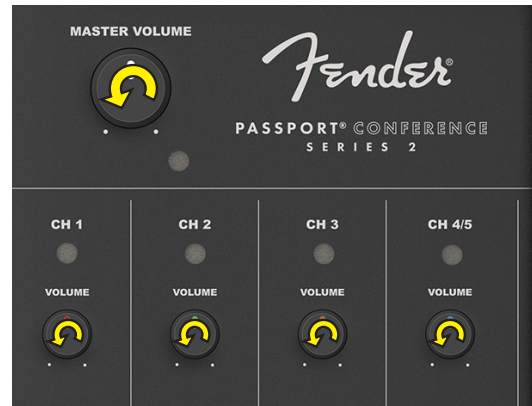 MASTER VOLUME
Fender®
PASSPORT® CONFERENCE
SERIES 2
CH 1
CH 2
CH 3
CH 4/5
VOLUME
VOLUME
VOLUME
VOLUME